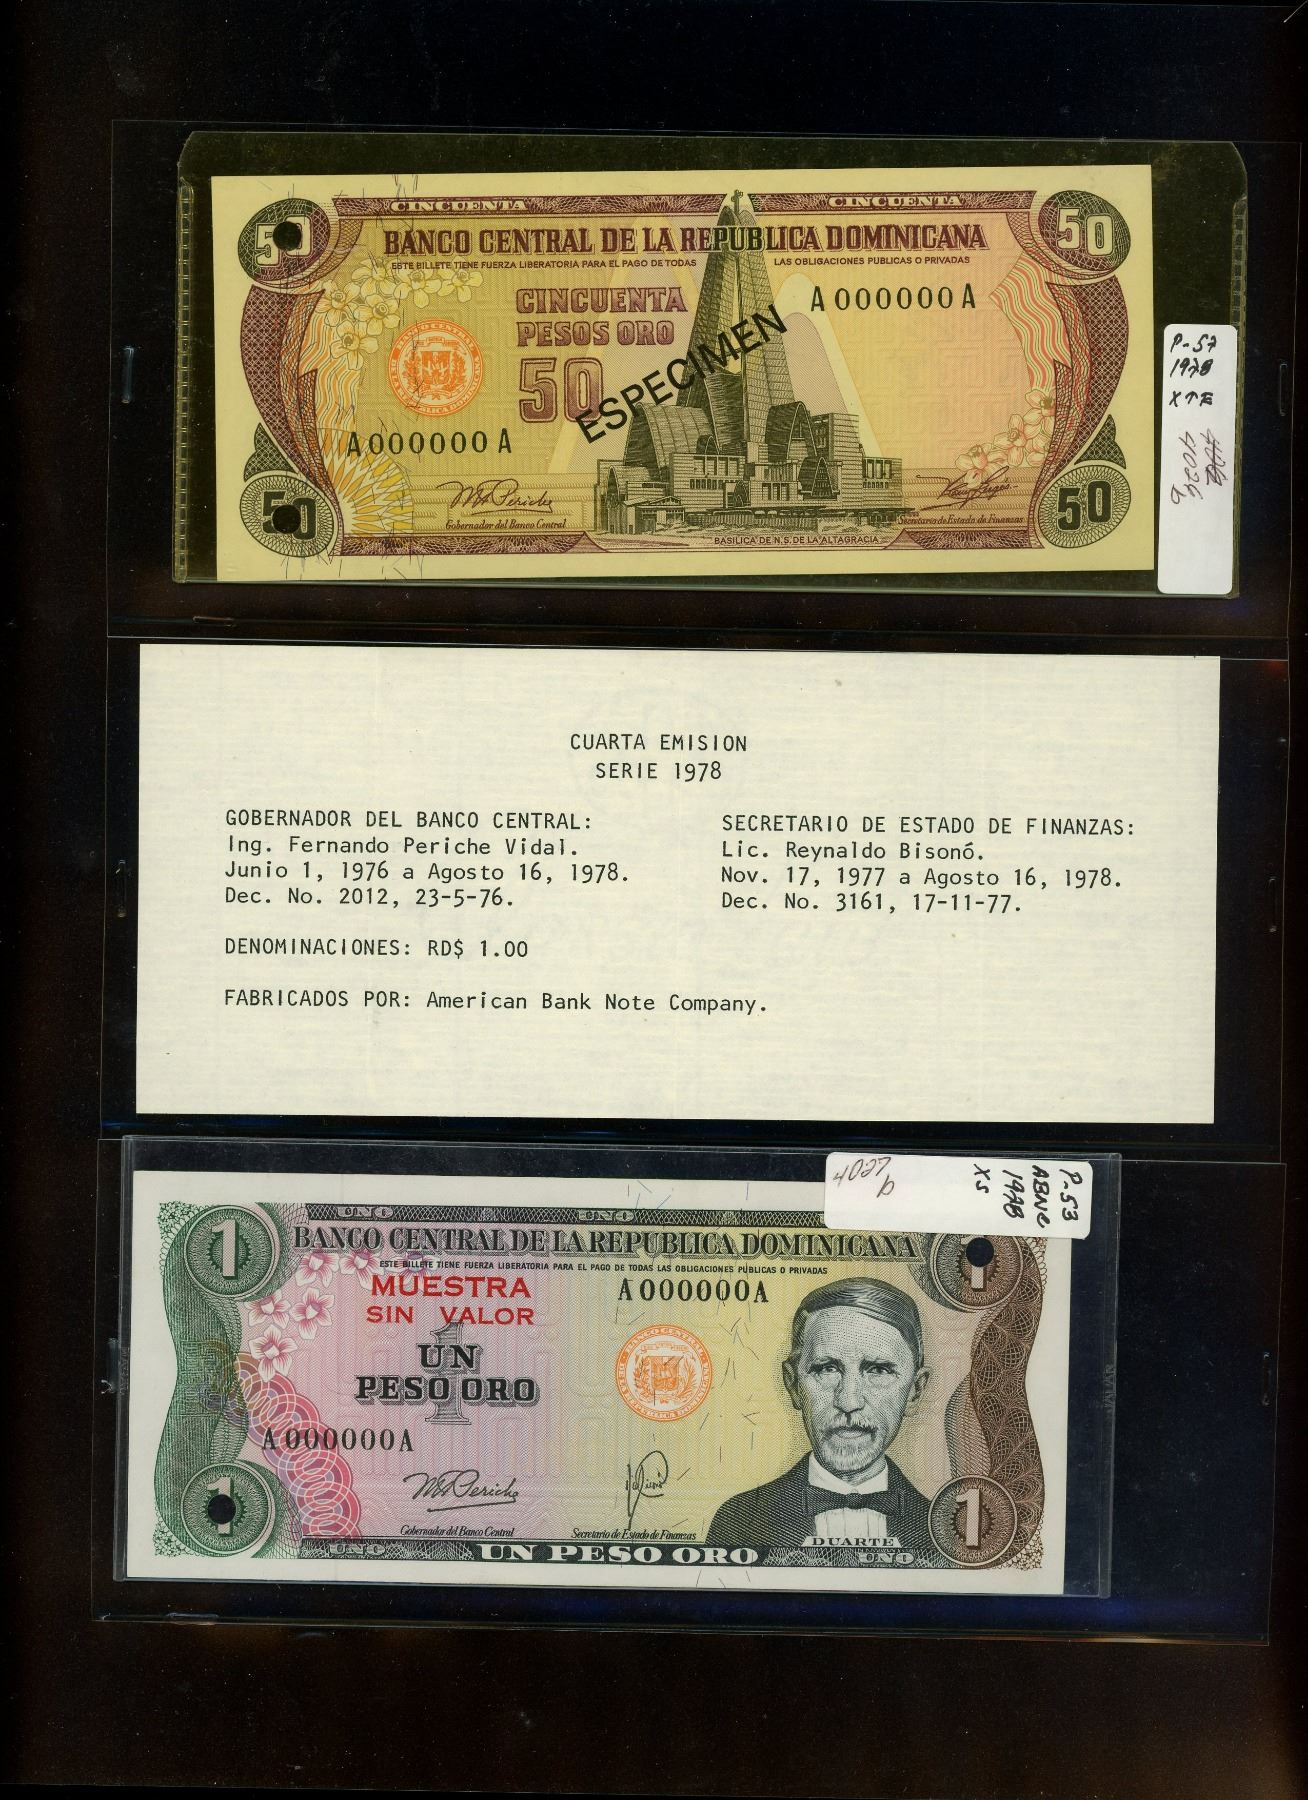 CINCUENTA CINCUENTA
50 50
BANCO CENTRAL DE LA REPUBLICA DOMINICANA
ESTE BILLETE TIENE FUERZA LIBERATORIA PARA EL PAGO DE TODAS LAS OBLIGACIONES PUBLICAS O PRIVADAS
CINCUENTA
PESOS ORO
50
A000000A
ESPECIMEN
A000000A
Gobernador del Banco Central
Secretario de Estado de Finanzas
BASILICA DE N.S. DE LA ALTAGRACIA
50 50
P-57
1978
4026
b
CUARTA EMISION
SERIE 1978
GOBERNADOR DEL BANCO CENTRAL:
Ing. Fernando Periche Vidal.
Junio 1, 1976 a Agosto 16, 1978.
Dec. No. 2012, 23-5-76.
SECRETARIO DE ESTADO DE FINANZAS:
Lic. Reynaldo Bisonó.
Nov. 17, 1977 a Agosto 16, 1978.
Dec. No. 3161, 17-11-77.
DENOMINACIONES: RD$ 1.00
FABRICADOS POR: American Bank Note Company.
4027
P-53
ABNC
1978
XS
UNO UNO
1 1
BANCO CENTRAL DE LA REPUBLICA DOMINICANA
ESTE BILLETE TIENE FUERZA LIBERATORIA PARA EL PAGO DE TODAS LAS OBLIGACIONES PUBLICAS O PRIVADAS
MUESTRA
SIN VALOR
A000000A
1
UN
PESO ORO
A000000A
Gobernador del Banco Central
Secretario de Estado de Finanzas
DUARTE
1 1
UNO UN PESO ORO UNO